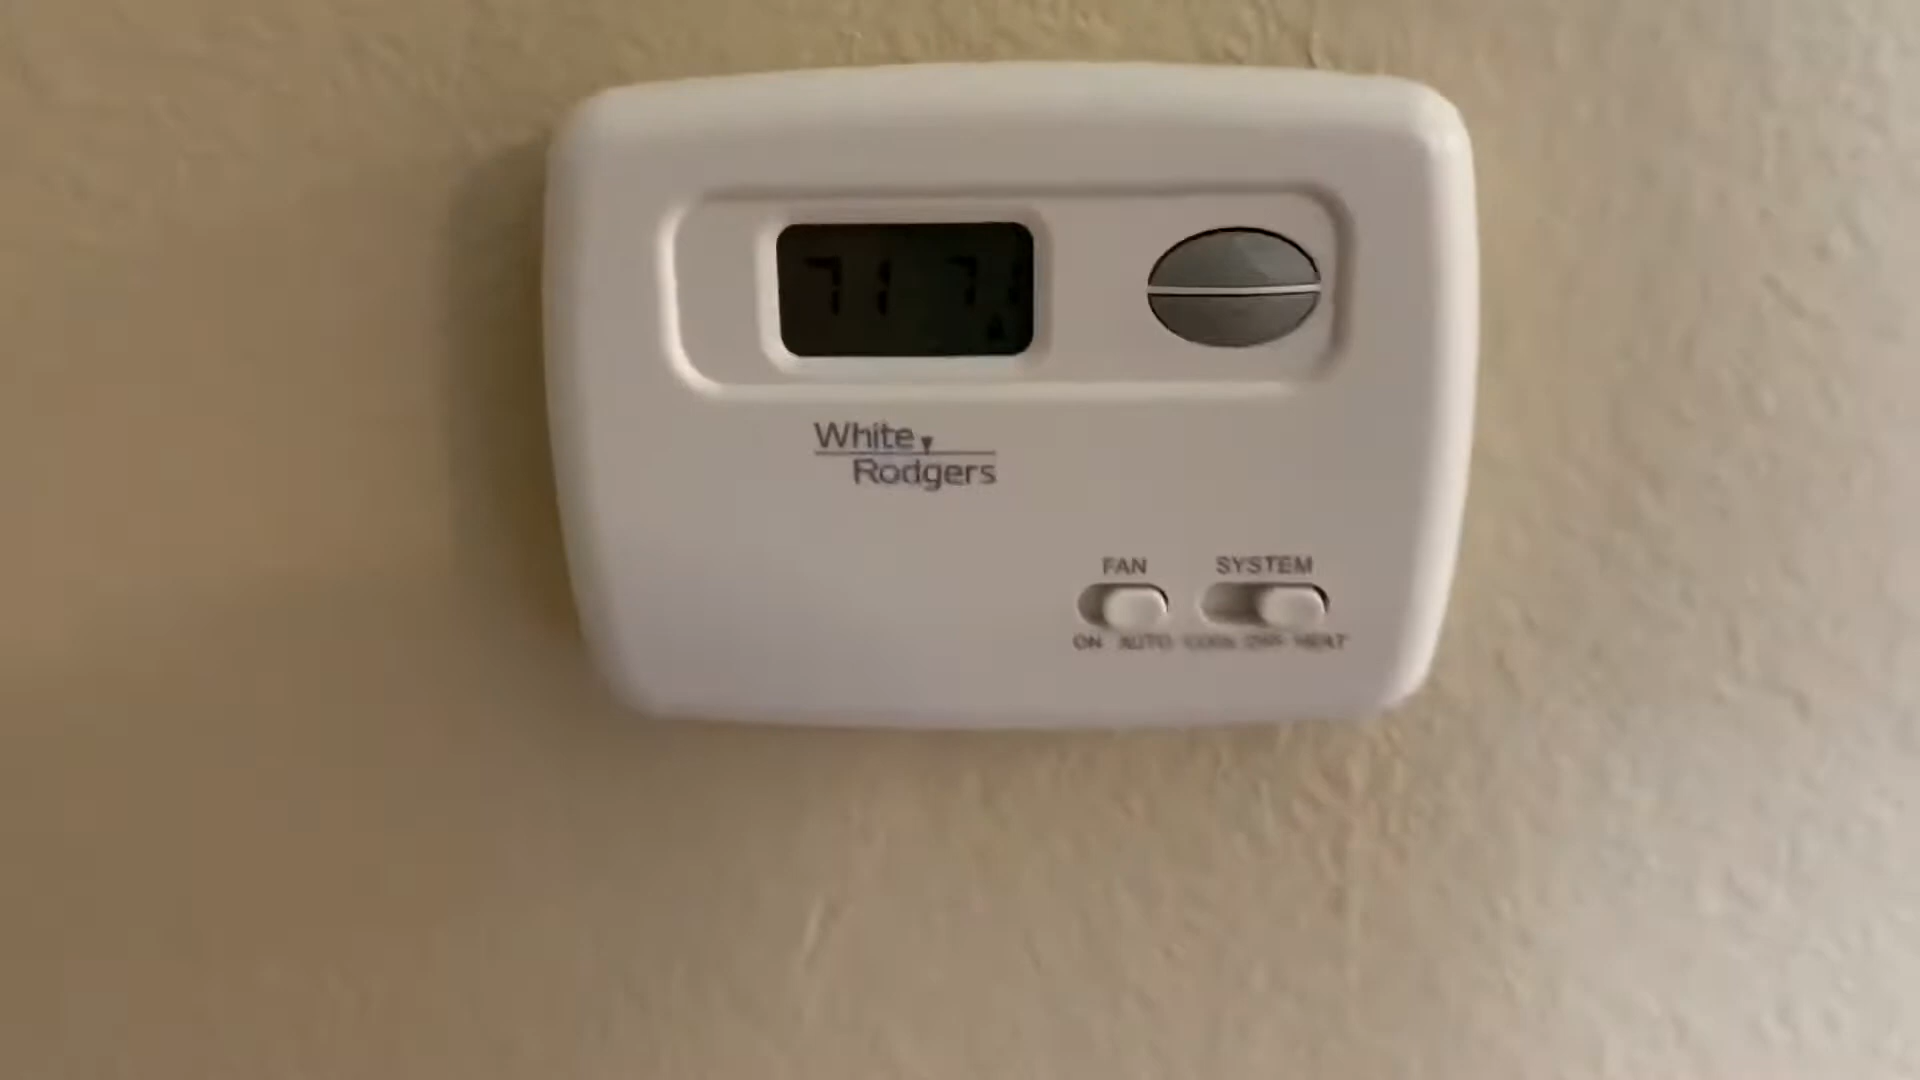 71
White
Rodgers
FAN SYSTEM
ON AUTO COOL OFF HEAT